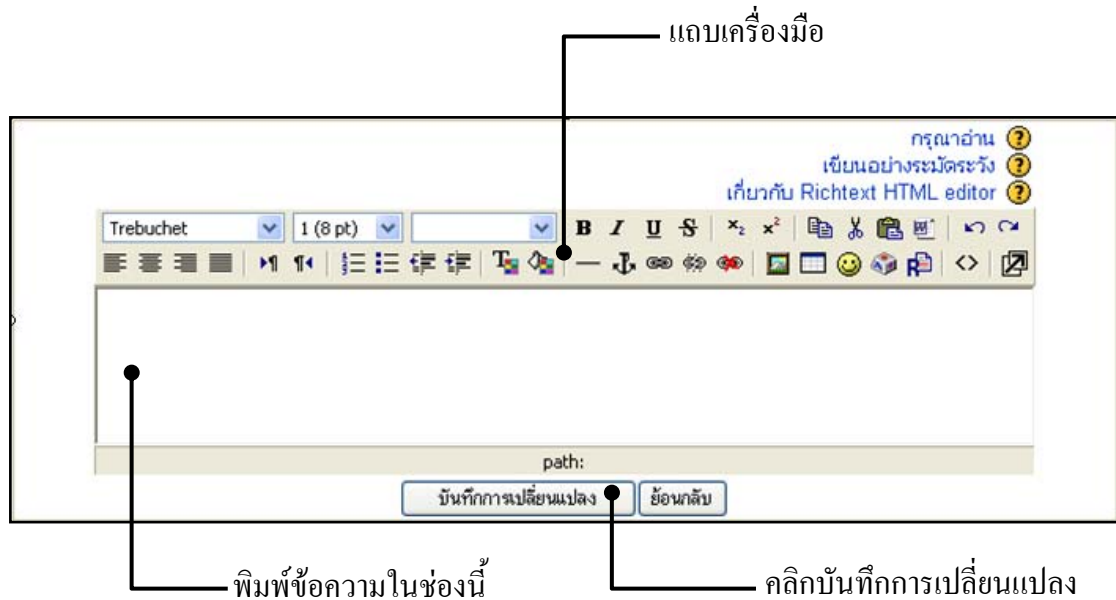 แถบเครื่องมือ
กรุณาอ่าน ?
เขียนอย่างระมัดระวัง ?
เกี่ยวกับ Richtext HTML editor ?
Trebuchet 1 (8 pt) B I U S x₂ x²
path:
บันทึกการเปลี่ยนแปลง ย้อนกลับ
พิมพ์ข้อความในช่องนี้ คลิกบันทึกการเปลี่ยนแปลง